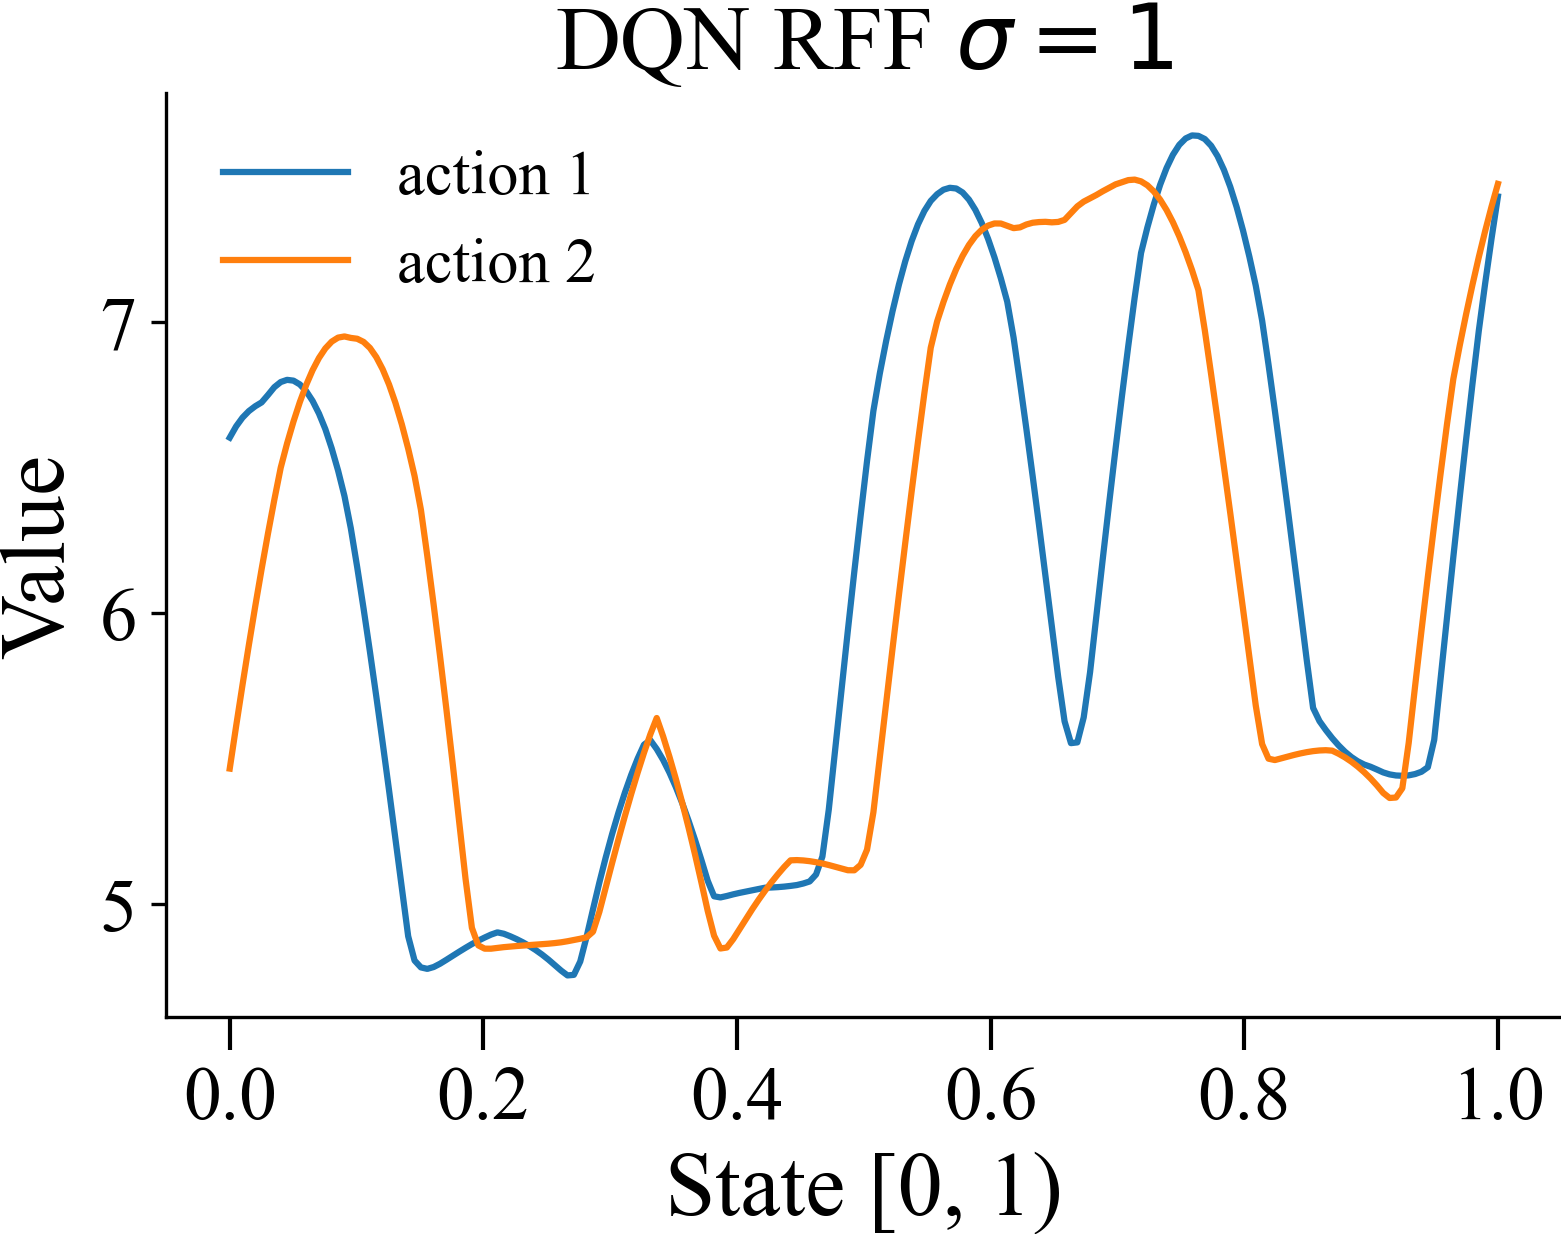 DQN RFF σ = 1
action 1
action 2
Value
7
6
5
0.0 0.2 0.4 0.6 0.8 1.0
State [0, 1)